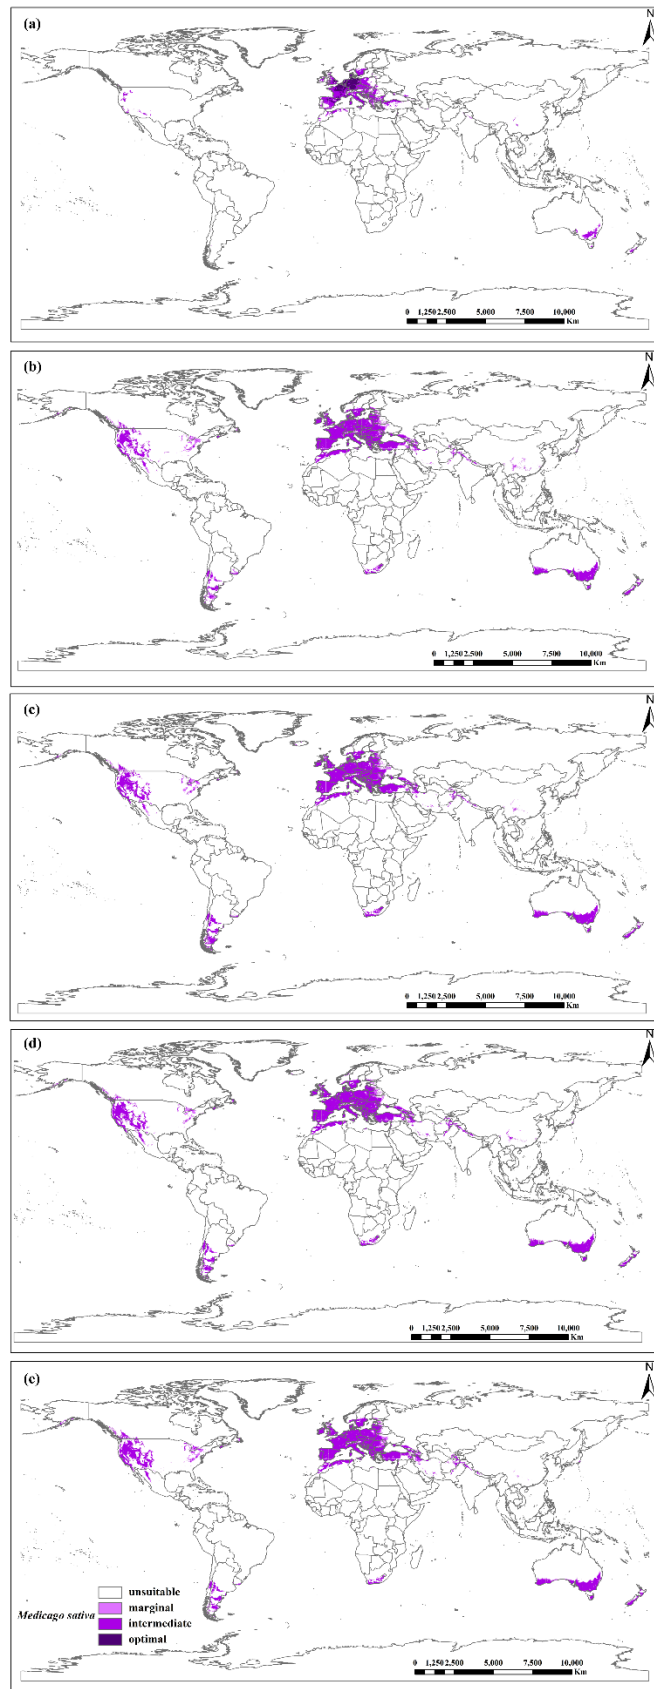 (a)
N
0 1,250 2,500 5,000 7,500 10,000
Km
(b)
N
0 1,250 2,500 5,000 7,500 10,000
Km
(c)
N
0 1,250 2,500 5,000 7,500 10,000
Km
(d)
N
0 1,250 2,500 5,000 7,500 10,000
Km
(e)
N
unsuitable
Medicago sativa
marginal
intermediate
optimal
0 1,250 2,500 5,000 7,500 10,000
Km